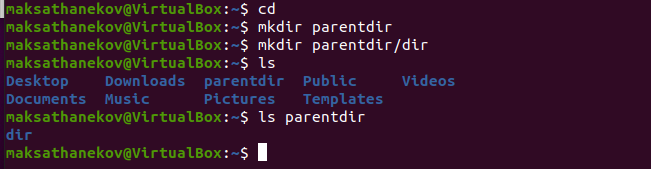 maksathanekov@VirtualBox:~$ cd
maksathanekov@VirtualBox:~$ mkdir parentdir
maksathanekov@VirtualBox:~$ mkdir parentdir/dir
maksathanekov@VirtualBox:~$ ls
Desktop    Downloads  parentdir  Public     Videos
Documents  Music      Pictures   Templates
maksathanekov@VirtualBox:~$ ls parentdir
dir
maksathanekov@VirtualBox:~$